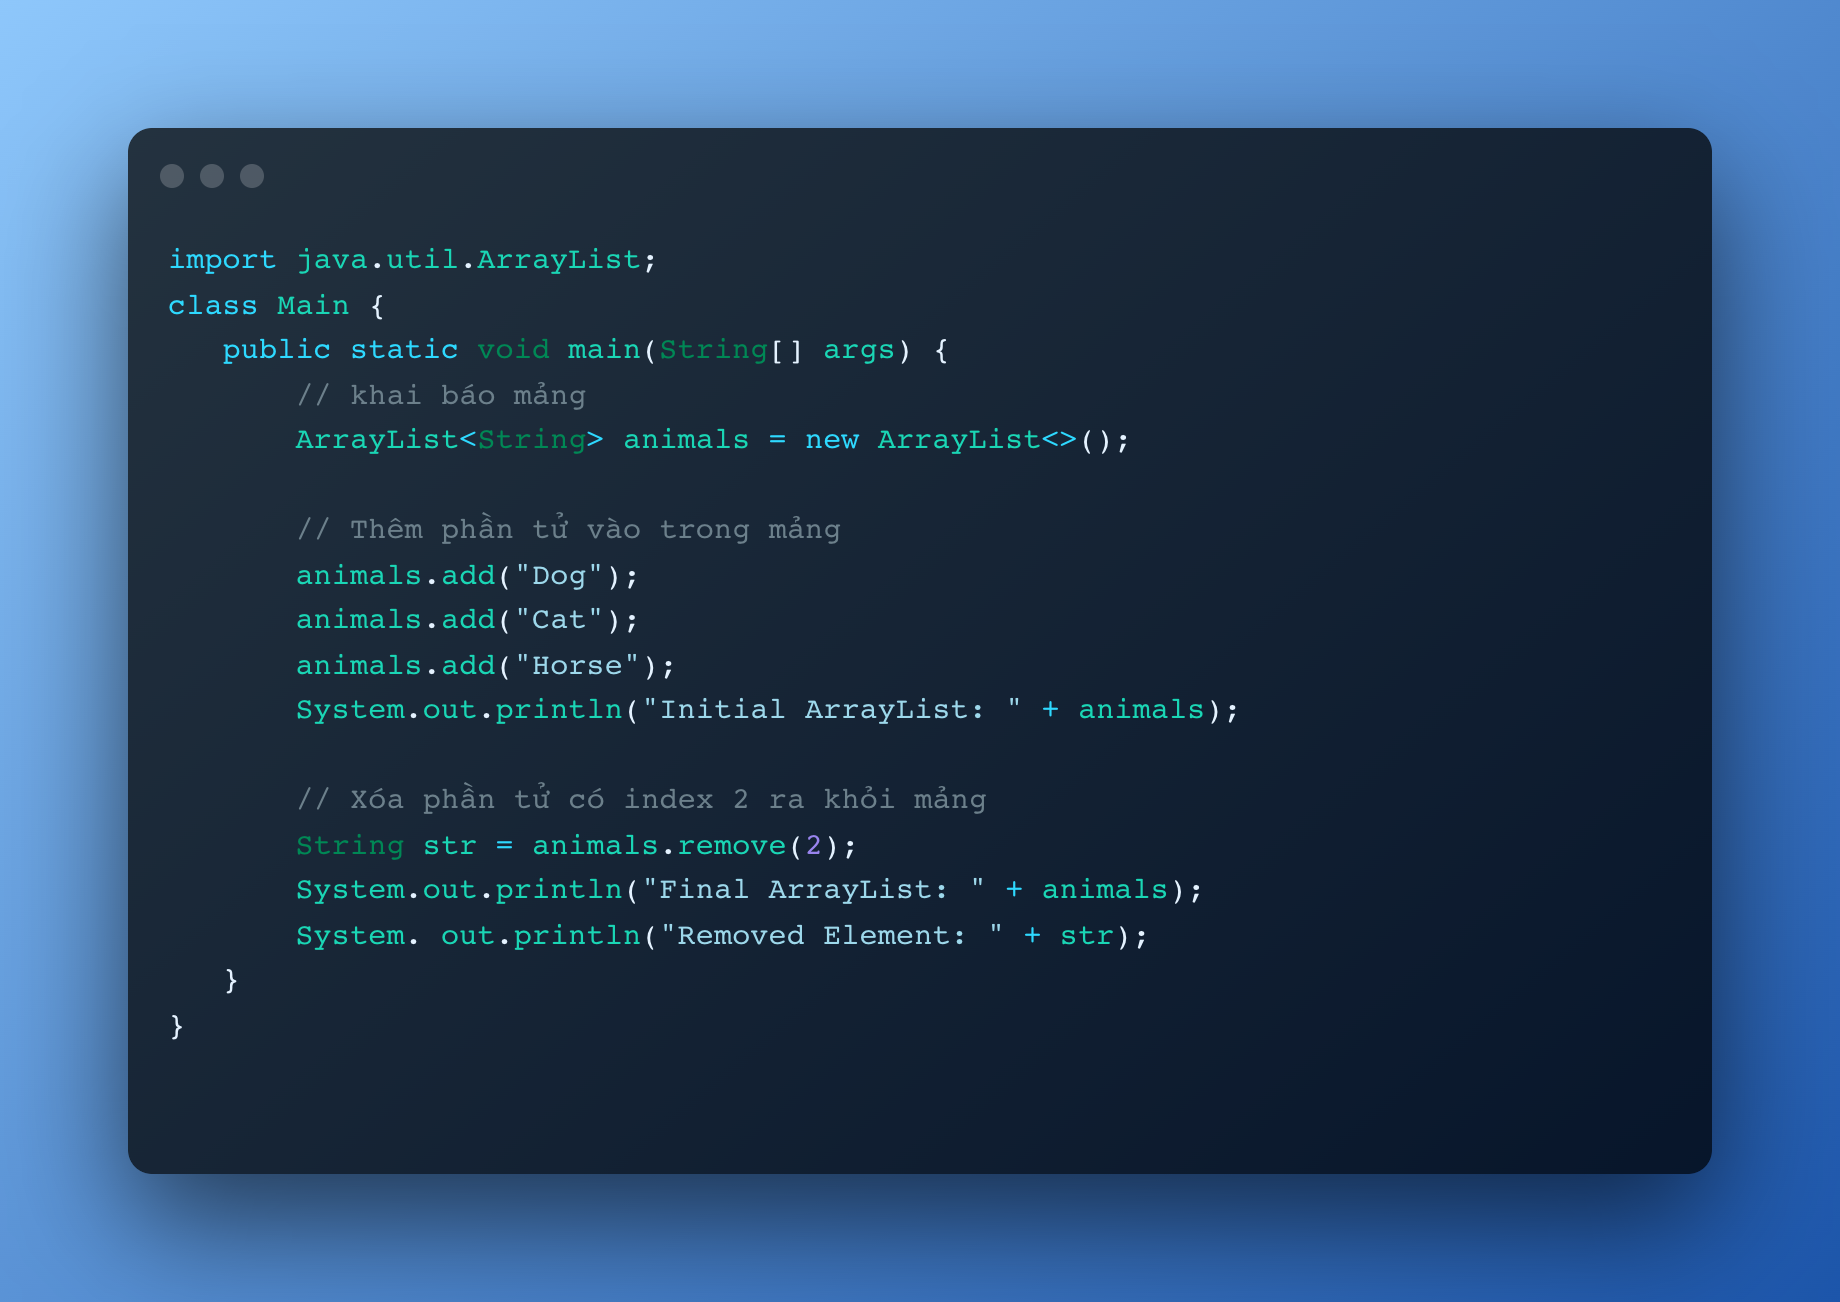 import java.util.ArrayList;
class Main {
   public static void main(String[] args) {
       // khai báo mảng
       ArrayList<String> animals = new ArrayList<>();

       // Thêm phần tử vào trong mảng
       animals.add("Dog");
       animals.add("Cat");
       animals.add("Horse");
       System.out.println("Initial ArrayList: " + animals);

       // Xóa phần tử có index 2 ra khỏi mảng
       String str = animals.remove(2);
       System.out.println("Final ArrayList: " + animals);
       System. out.println("Removed Element: " + str);
   }
}